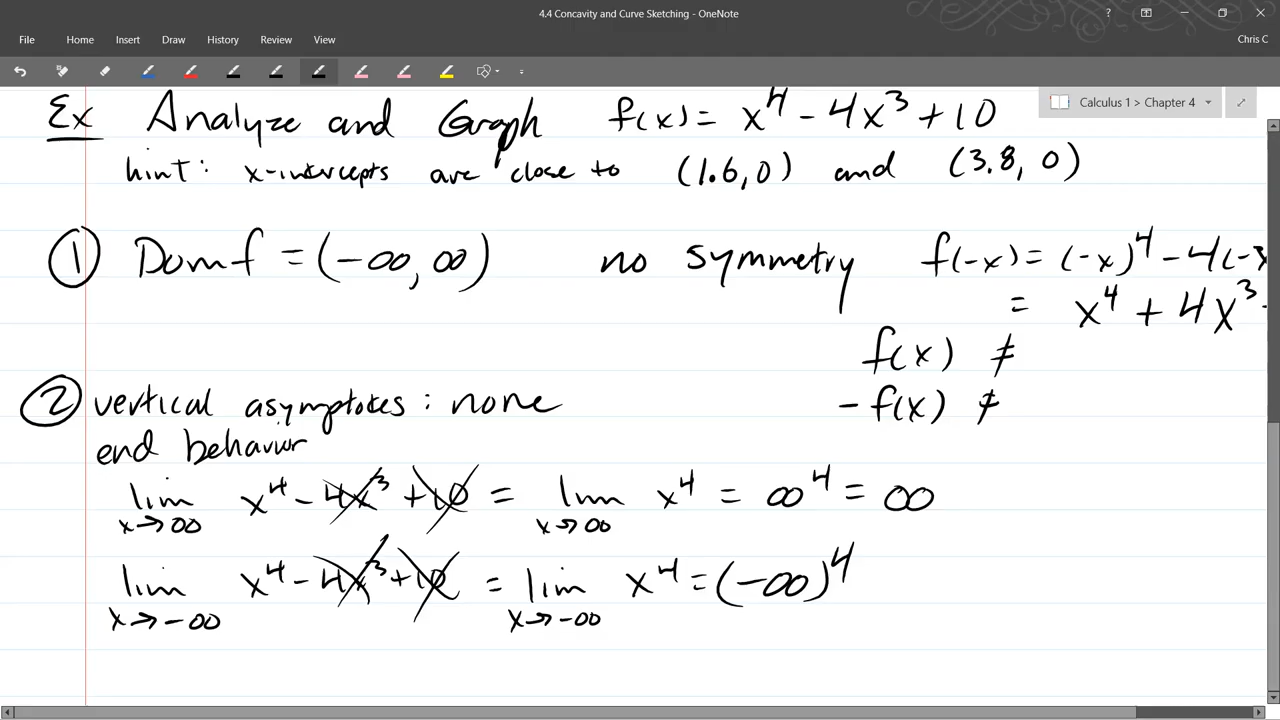 4.4 Concavity and Curve Sketching - OneNote
File Home Insert Draw History Review View
Chris C
Calculus 1 > Chapter 4
Ex Analyze and Graph f(x) = x⁴ - 4x³ + 10
hint: x-intercepts are close to (1.6, 0) and (3.8, 0)
① Dom f = (-∞, ∞) no symmetry f(-x) = (-x)⁴ - 4(-x
= x⁴ + 4x³
f(x) ≠
② vertical asymptotes: none - f(x) ≠
end behavior
lim x→∞ x⁴ - 4x³ + 10 = lim x→∞ x⁴ = ∞⁴ = ∞
lim x→-∞ x⁴ - 4x³ + 10 = lim x→-∞ x⁴ = (-∞)⁴